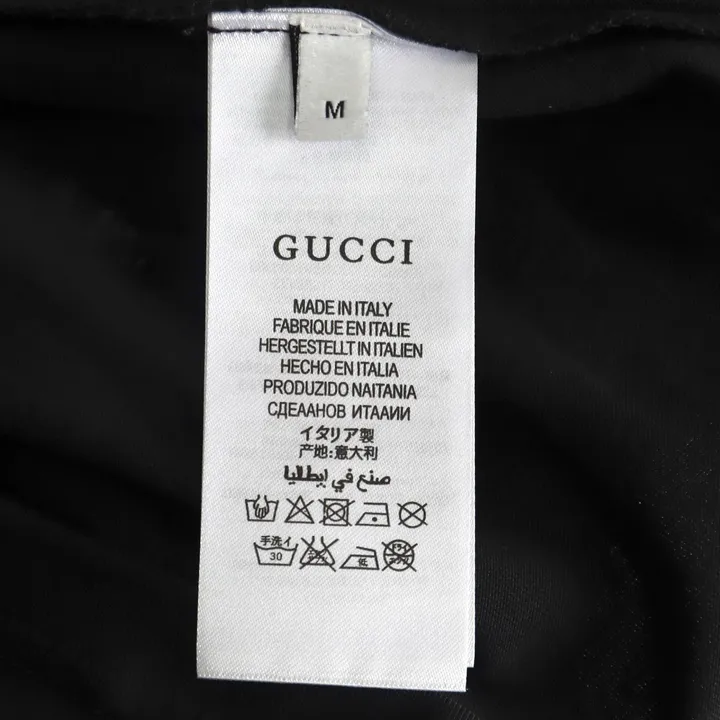 M
GUCCI
MADE IN ITALY
FABRIQUE EN ITALIE
HERGESTELLT IN ITALIEN
HECHO EN ITALIA
PRODUZIDO NAITANIA
СДЕАНОВ ИТААИИ
イタリア製
产地:意大利
صنع في إيطاليا
手洗イ
30
低